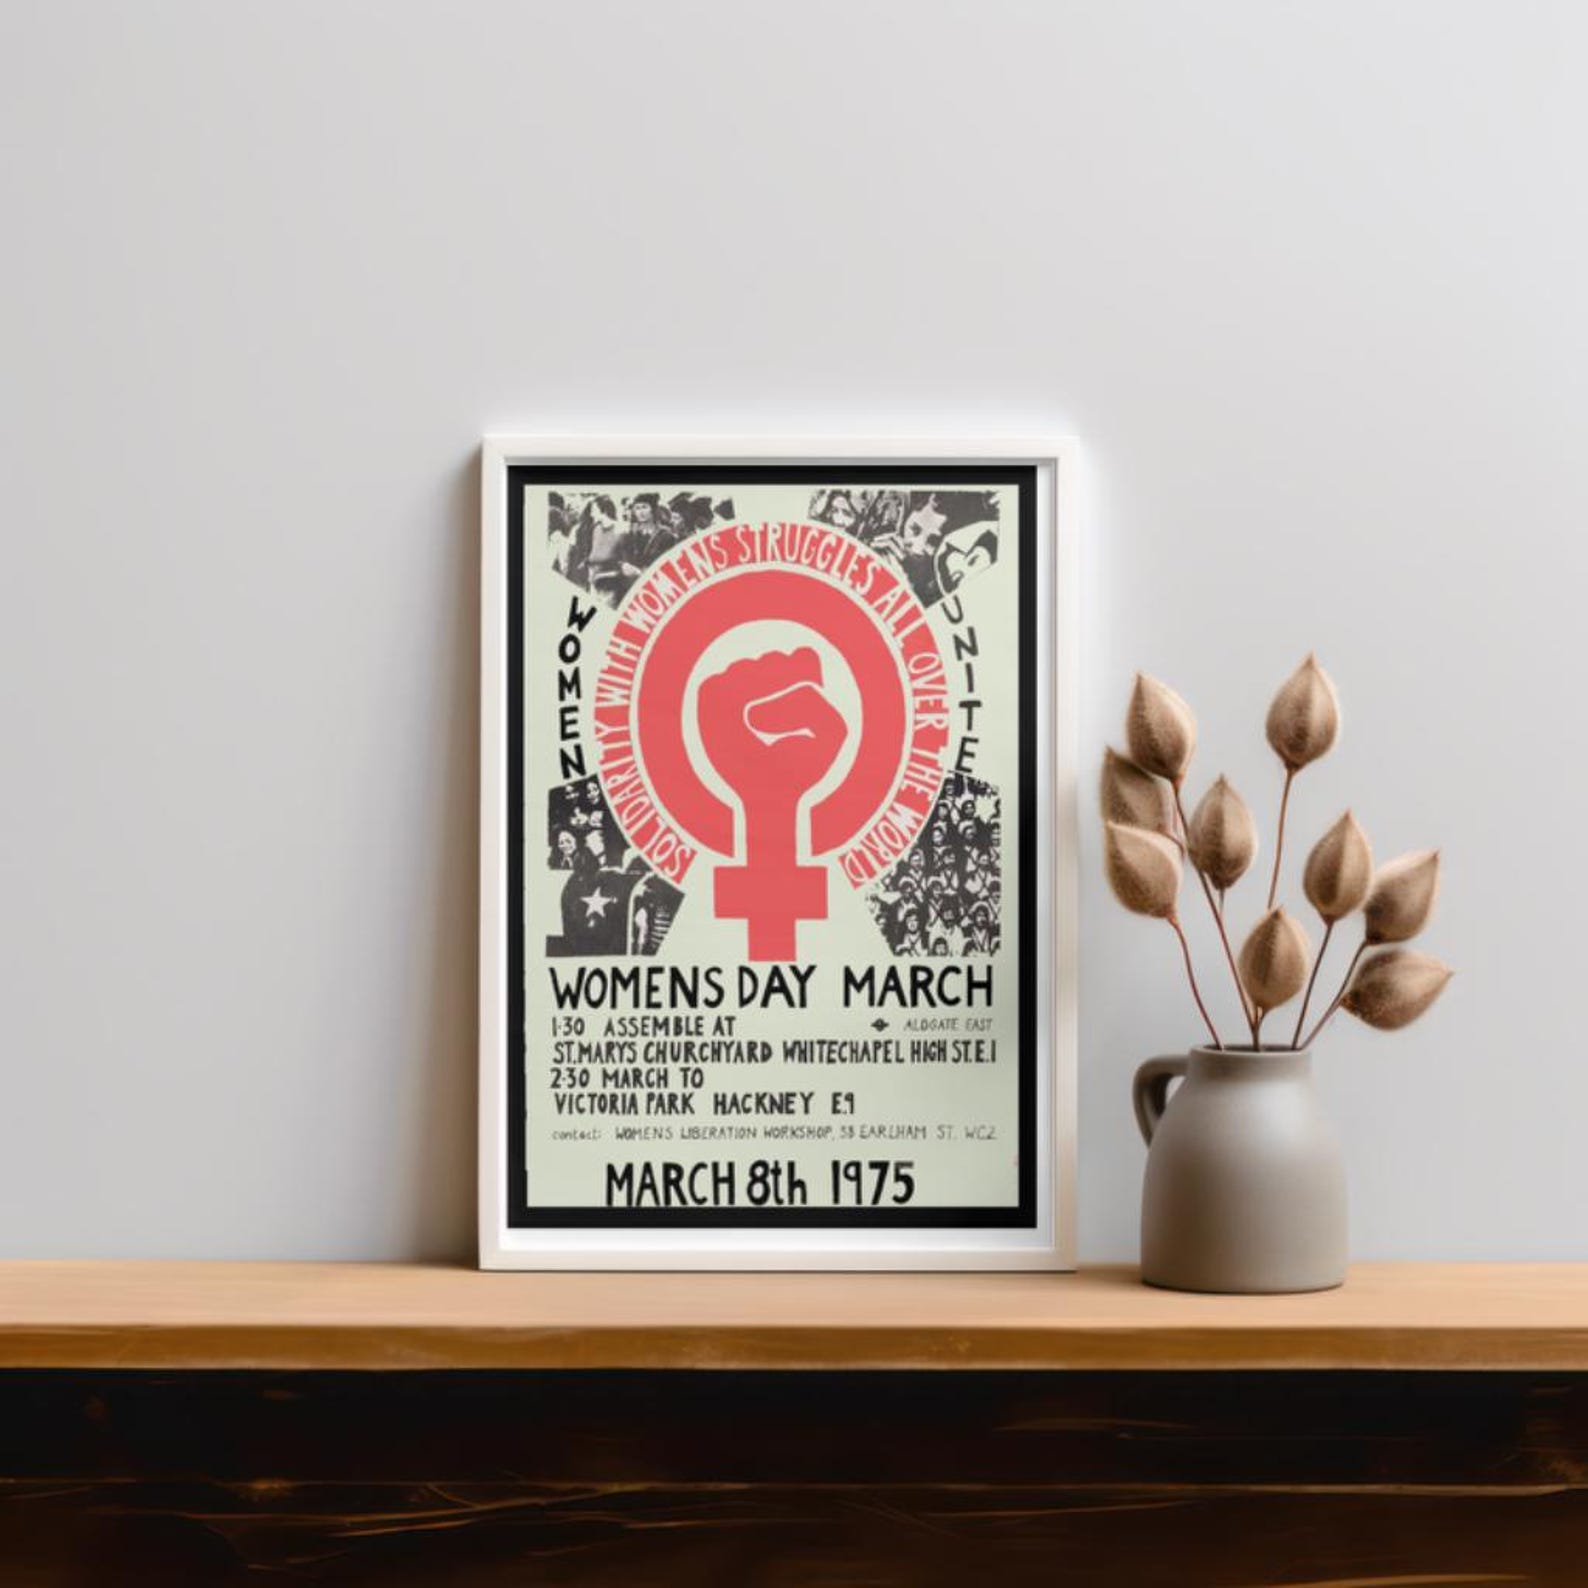 WOMEN
UNITE
SOLIDARITY WITH WOMENS STRUGGLES ALL OVER THE WORLD
WOMENS DAY MARCH
1·30 ASSEMBLE AT ALDGATE EAST
ST. MARYS CHURCHYARD WHITECHAPEL HIGH ST. E.1
2·30 MARCH TO
VICTORIA PARK HACKNEY E.9
contact: WOMENS LIBERATION WORKSHOP, 38 EARLHAM ST. WC2
MARCH 8th 1975